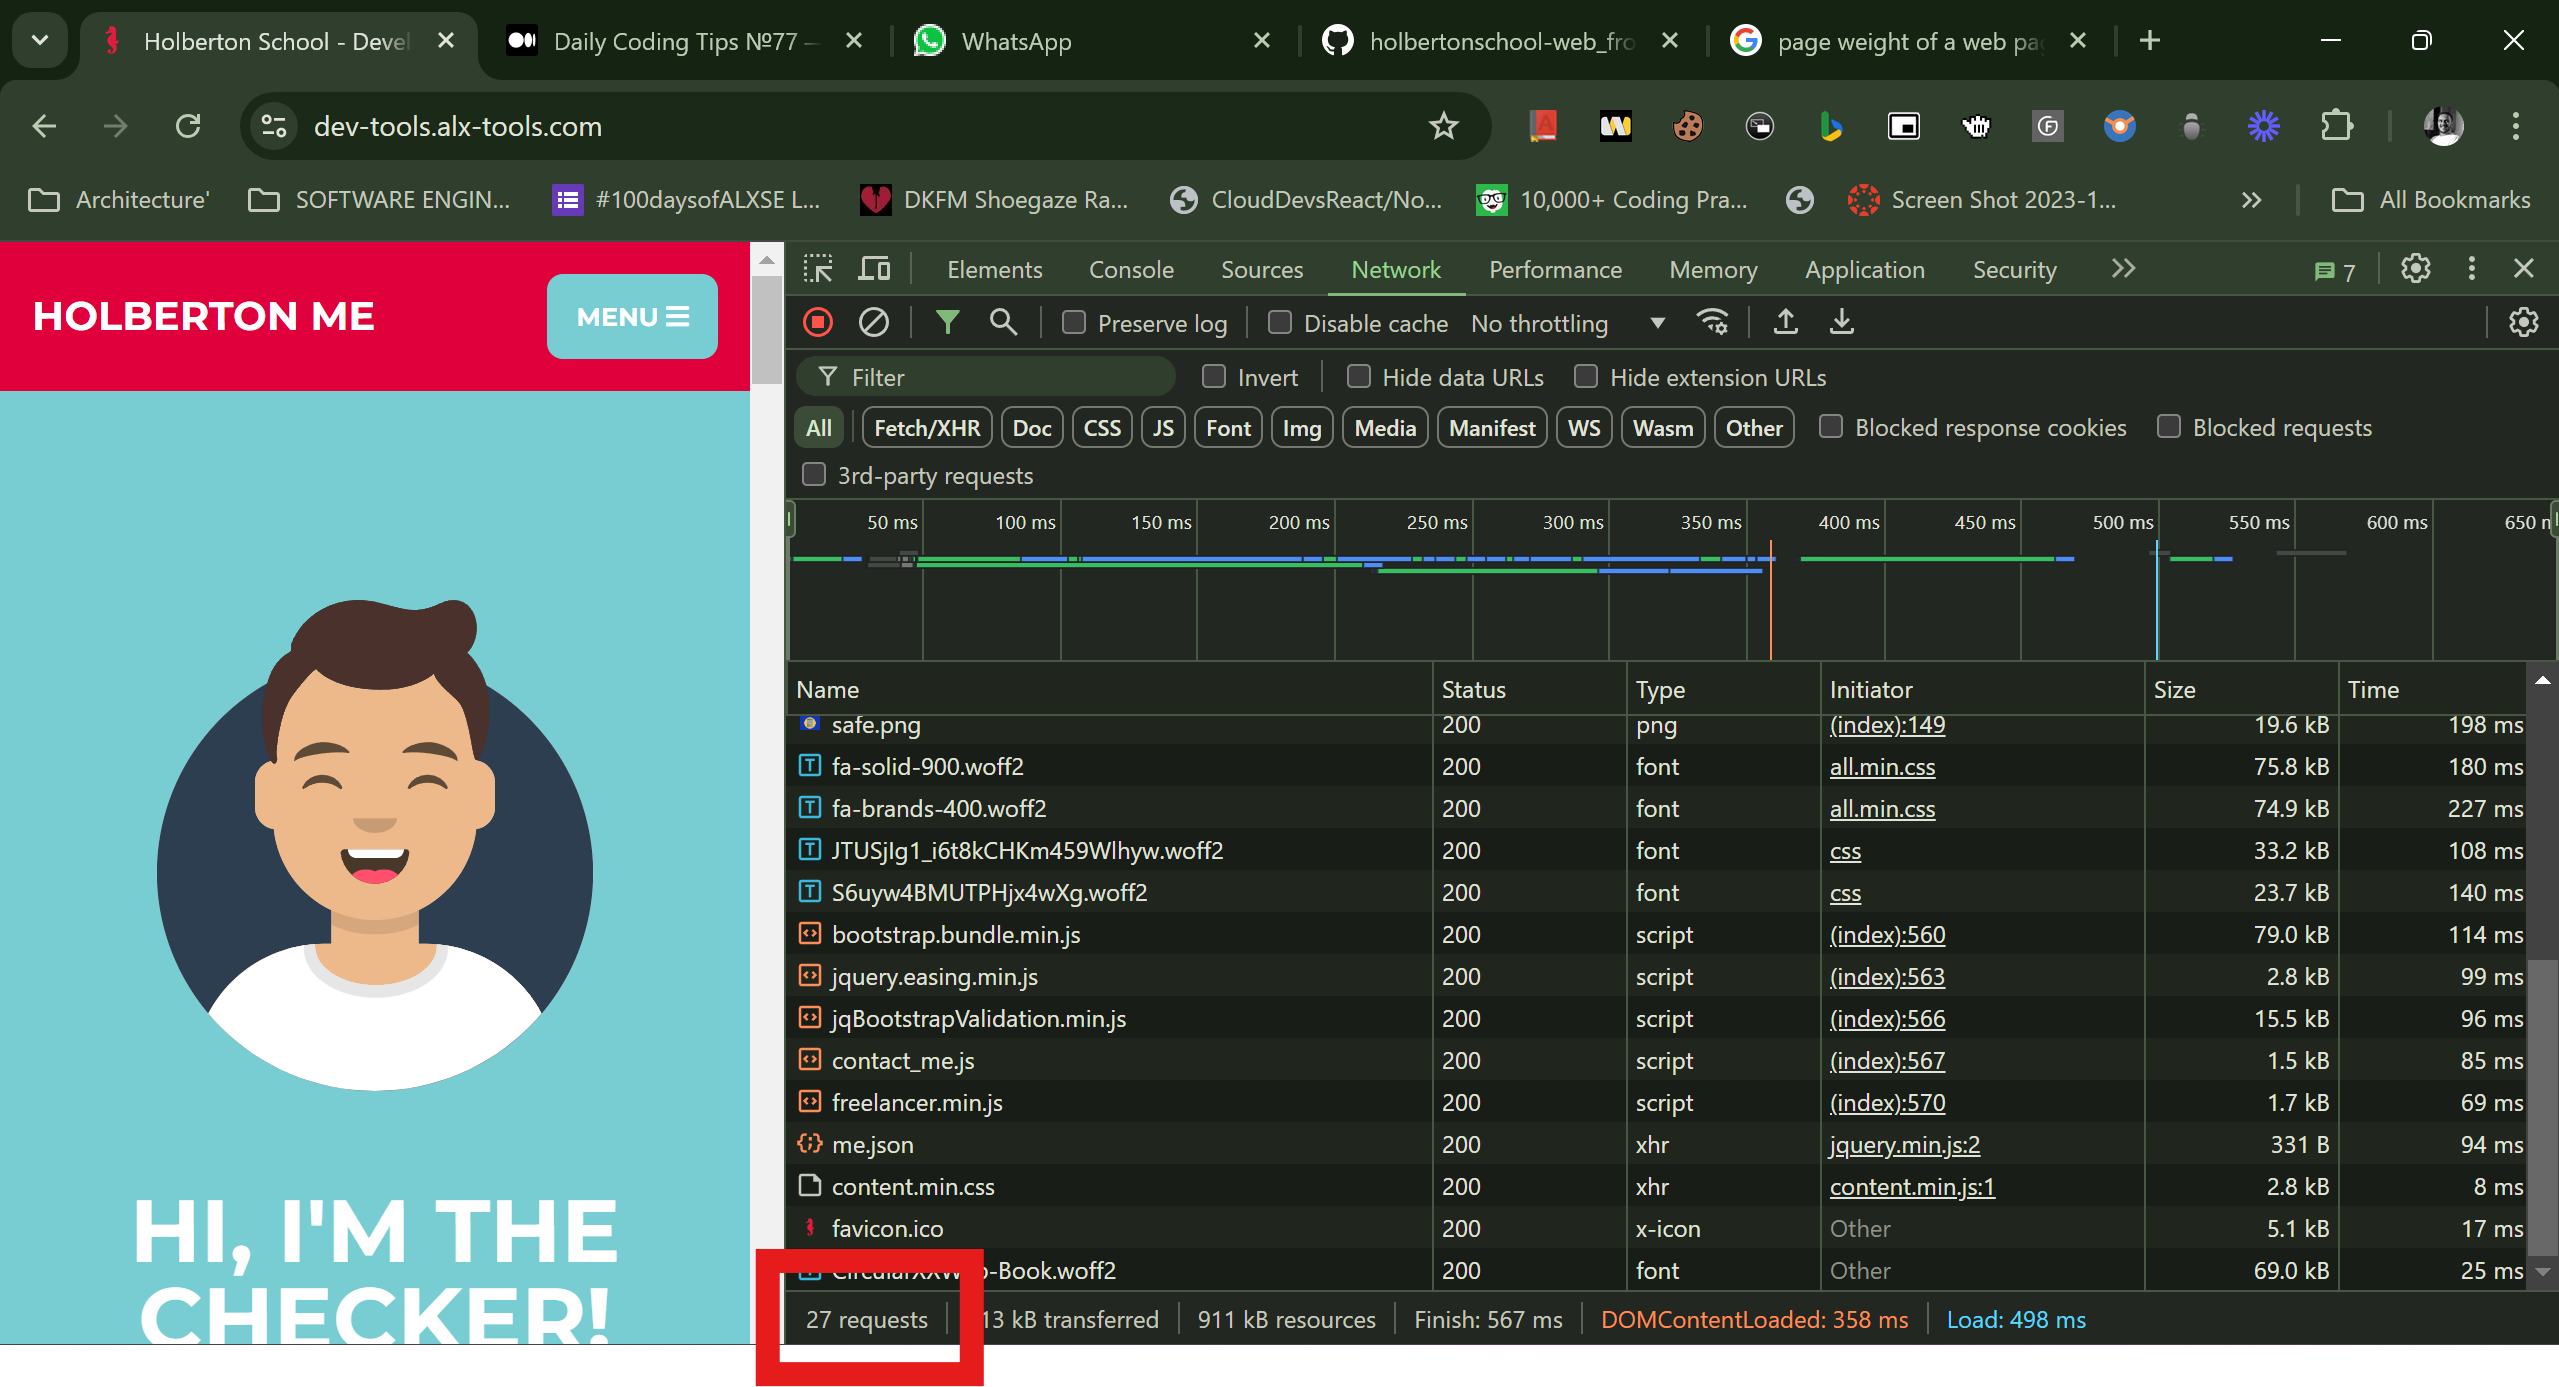 Holberton School - Devel
Daily Coding Tips №77 –
WhatsApp
holbertonschool-web_fro
page weight of a web pa
dev-tools.alx-tools.com
Architecture'
SOFTWARE ENGIN...
#100daysofALXSE L...
DKFM Shoegaze Ra...
CloudDevsReact/No...
10,000+ Coding Pra...
Screen Shot 2023-1...
All Bookmarks
HOLBERTON ME
MENU
HI, I'M THE
CHECKER!
Elements Console Sources Network Performance Memory Application Security 7
Preserve log Disable cache No throttling
Filter Invert Hide data URLs Hide extension URLs
All Fetch/XHR Doc CSS JS Font Img Media Manifest WS Wasm Other Blocked response cookies Blocked requests
3rd-party requests
50 ms 100 ms 150 ms 200 ms 250 ms 300 ms 350 ms 400 ms 450 ms 500 ms 550 ms 600 ms 650
Name Status Type Initiator Size Time
safe.png 200 png (index):149 19.6 kB 198 ms
fa-solid-900.woff2 200 font all.min.css 75.8 kB 180 ms
fa-brands-400.woff2 200 font all.min.css 74.9 kB 227 ms
JTUSjIg1_i6t8kCHKm459Wlhyw.woff2 200 font css 33.2 kB 108 ms
S6uyw4BMUTPHjx4wXg.woff2 200 font css 23.7 kB 140 ms
bootstrap.bundle.min.js 200 script (index):560 79.0 kB 114 ms
jquery.easing.min.js 200 script (index):563 2.8 kB 99 ms
jqBootstrapValidation.min.js 200 script (index):566 15.5 kB 96 ms
contact_me.js 200 script (index):567 1.5 kB 85 ms
freelancer.min.js 200 script (index):570 1.7 kB 69 ms
me.json 200 xhr jquery.min.js:2 331 B 94 ms
content.min.css 200 xhr content.min.js:1 2.8 kB 8 ms
favicon.ico 200 x-icon Other 5.1 kB 17 ms
-Book.woff2 200 font Other 69.0 kB 25 ms
27 requests 13 kB transferred 911 kB resources Finish: 567 ms DOMContentLoaded: 358 ms Load: 498 ms